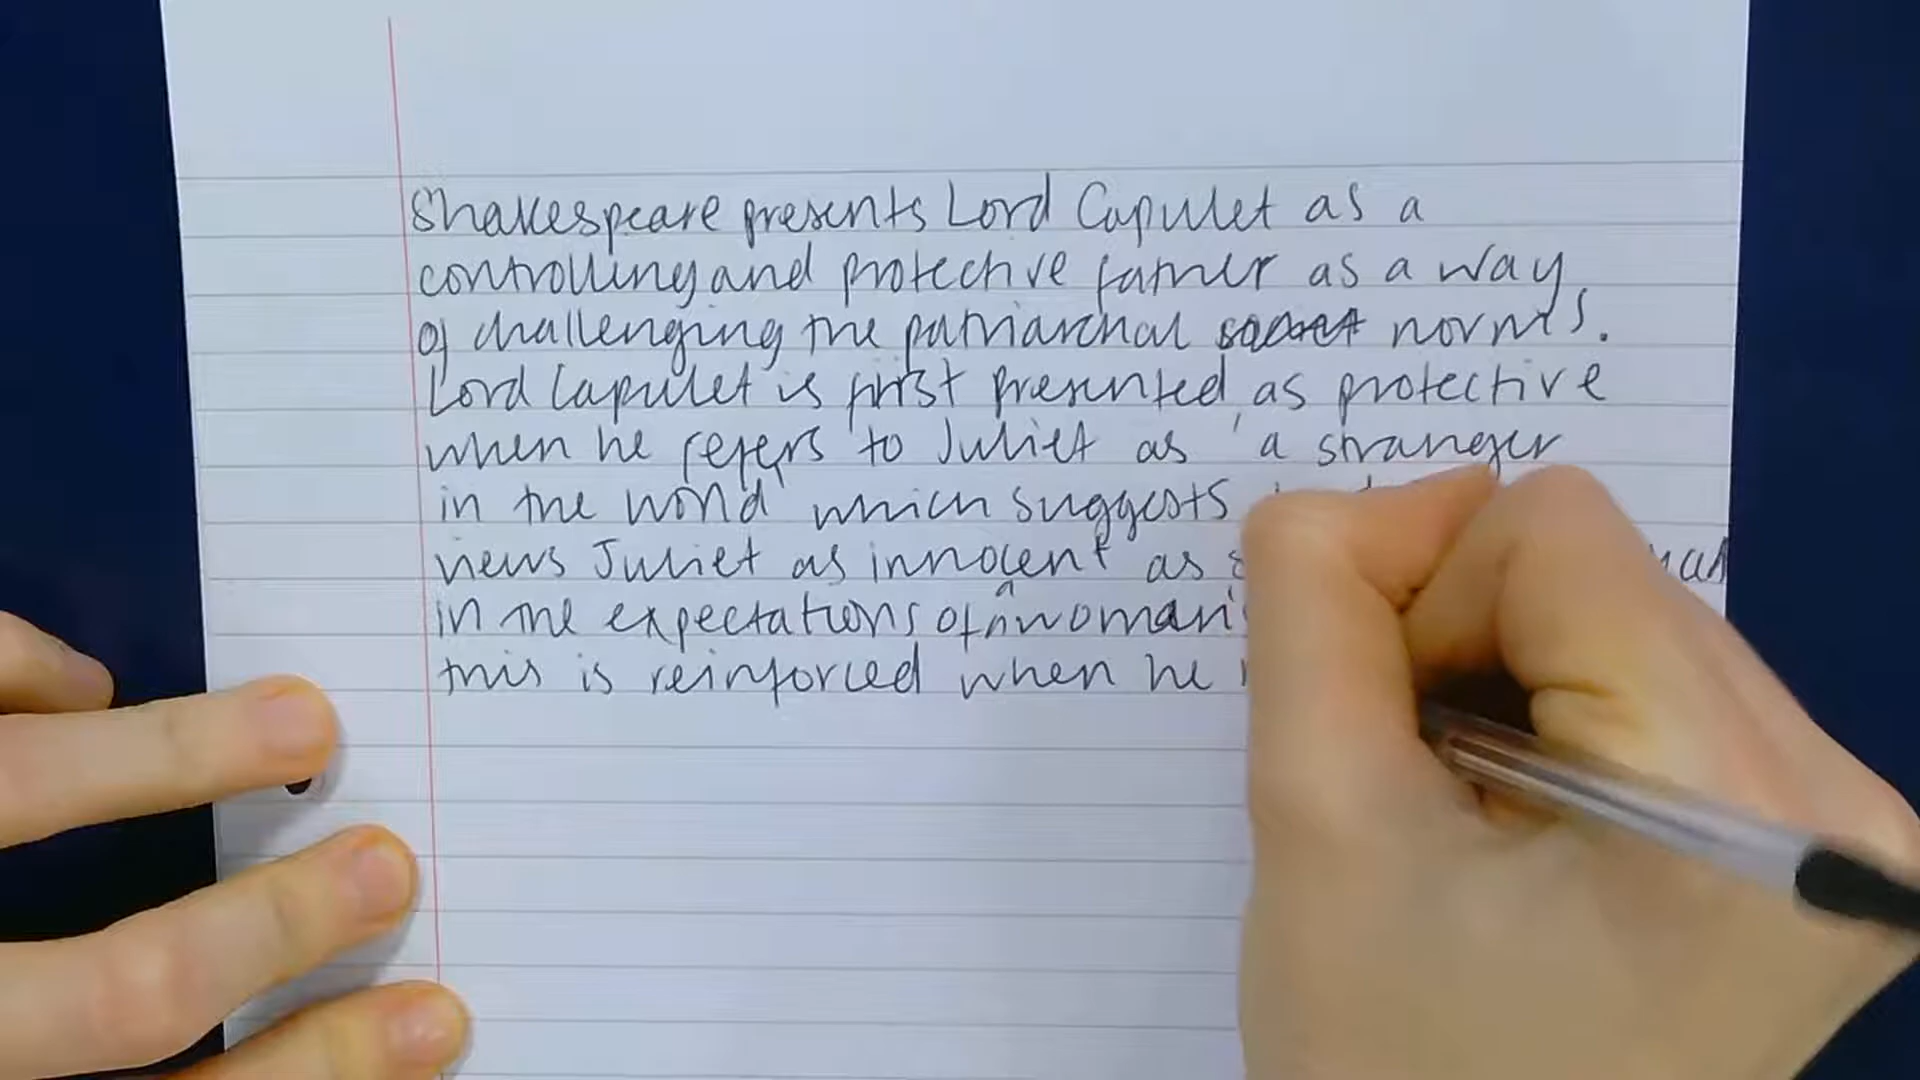 Shakespeare presents Lord Capulet as a
controlling and protective father as a way
of challenging the patriarchal norms.
Lord Capulet is first presented as protective
when he refers to Juliet as 'a stranger
in the world' which suggests
views Juliet as innocent as
in the expectations of a woman's
this is reinforced when he